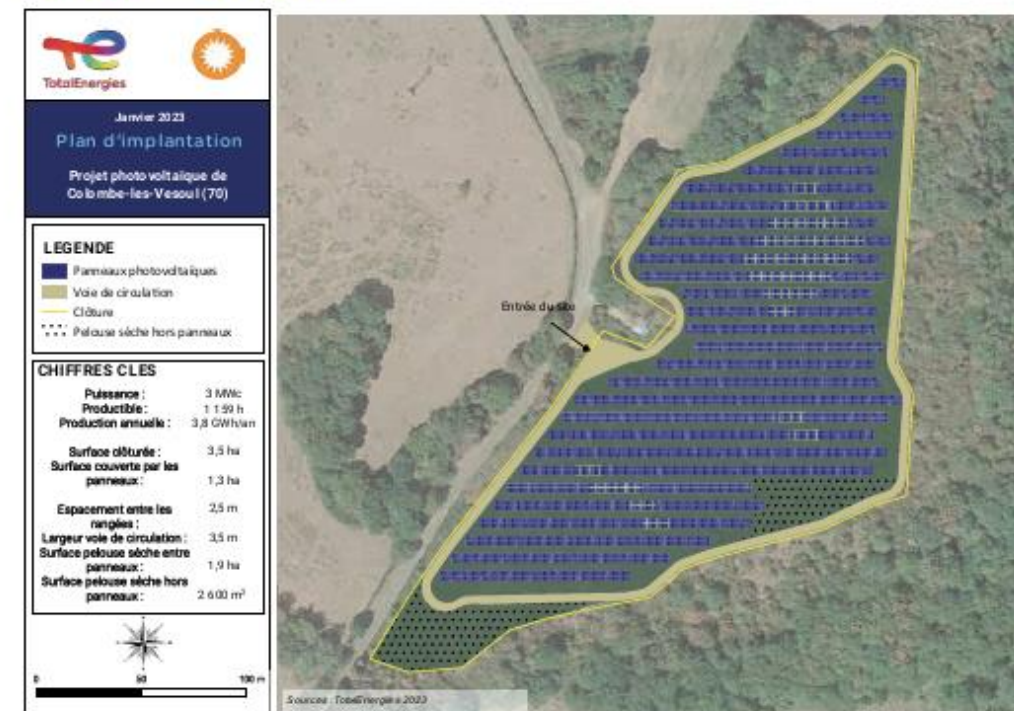 TotalEnergies
Janvier 2023
Plan d'implantation
Projet photovoltaïque de
Colombe-les-Vesoul (70)
LEGENDE
Panneaux photovoltaïques
Voie de circulation
Clôture
Pelouse sèche hors panneaux
CHIFFRES CLES
Puissance : 3 MWc
Productible : 1 159 h
Production annuelle : 3,8 GWh/an
Surface clôturée : 3,5 ha
Surface couverte par les
panneaux : 1,3 ha
Espacement entre les
rangées : 2,5 m
Largeur voie de circulation : 3,5 m
Surface pelouse sèche entre
panneaux : 1,9 ha
Surface pelouse sèche hors
panneaux : 2 600 m²
0 50 100 m
Entrée du site
Sources : TotalEnergies 2023